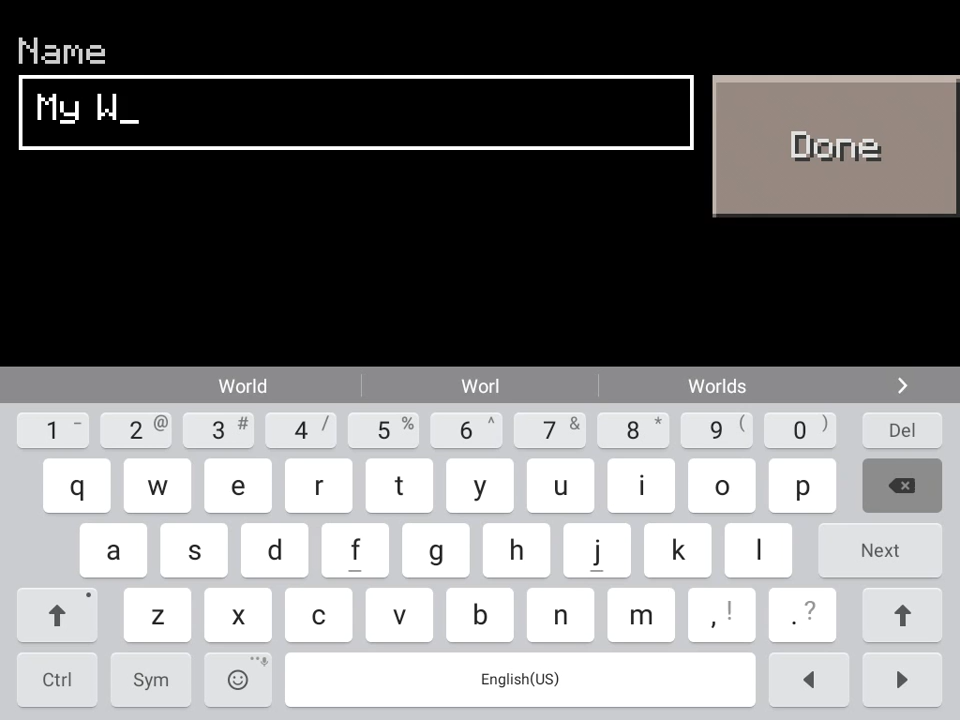 Name
My W_
Done
World Worl Worlds
1 - 2 @ 3 # 4 / 5 % 6 ^ 7 & 8 * 9 ( 0 ) Del
q w e r t y u i o p
a s d f g h j k l Next
z x c v b n m , ! . ?
Ctrl Sym English(US)